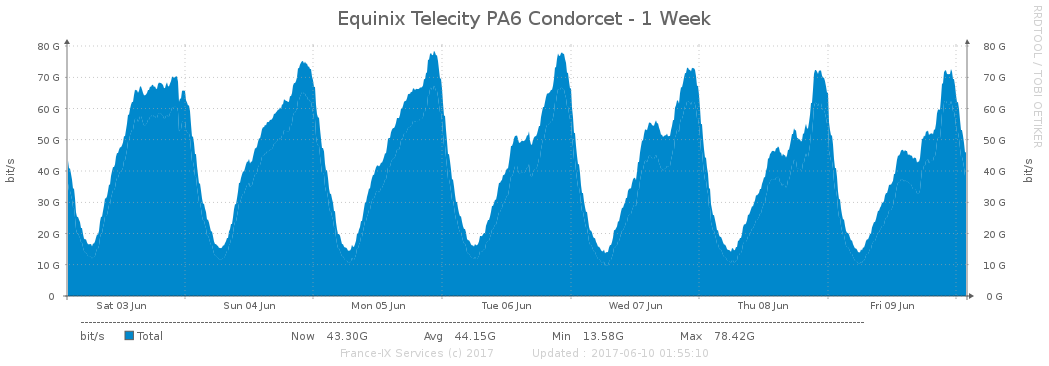 Equinix Telecity PA6 Condorcet - 1 Week
RRDTOOL / TOBI OETIKER
80 G 80 G
70 G 70 G
60 G 60 G
50 G 50 G
40 G 40 G
30 G 30 G
20 G 20 G
10 G 10 G
0 0 G
bit/s bit/s
Sat 03 Jun Sun 04 Jun Mon 05 Jun Tue 06 Jun Wed 07 Jun Thu 08 Jun Fri 09 Jun
bit/s Total Now 43.30G Avg 44.15G Min 13.58G Max 78.42G
France-IX Services (c) 2017 Updated : 2017-06-10 01:55:10